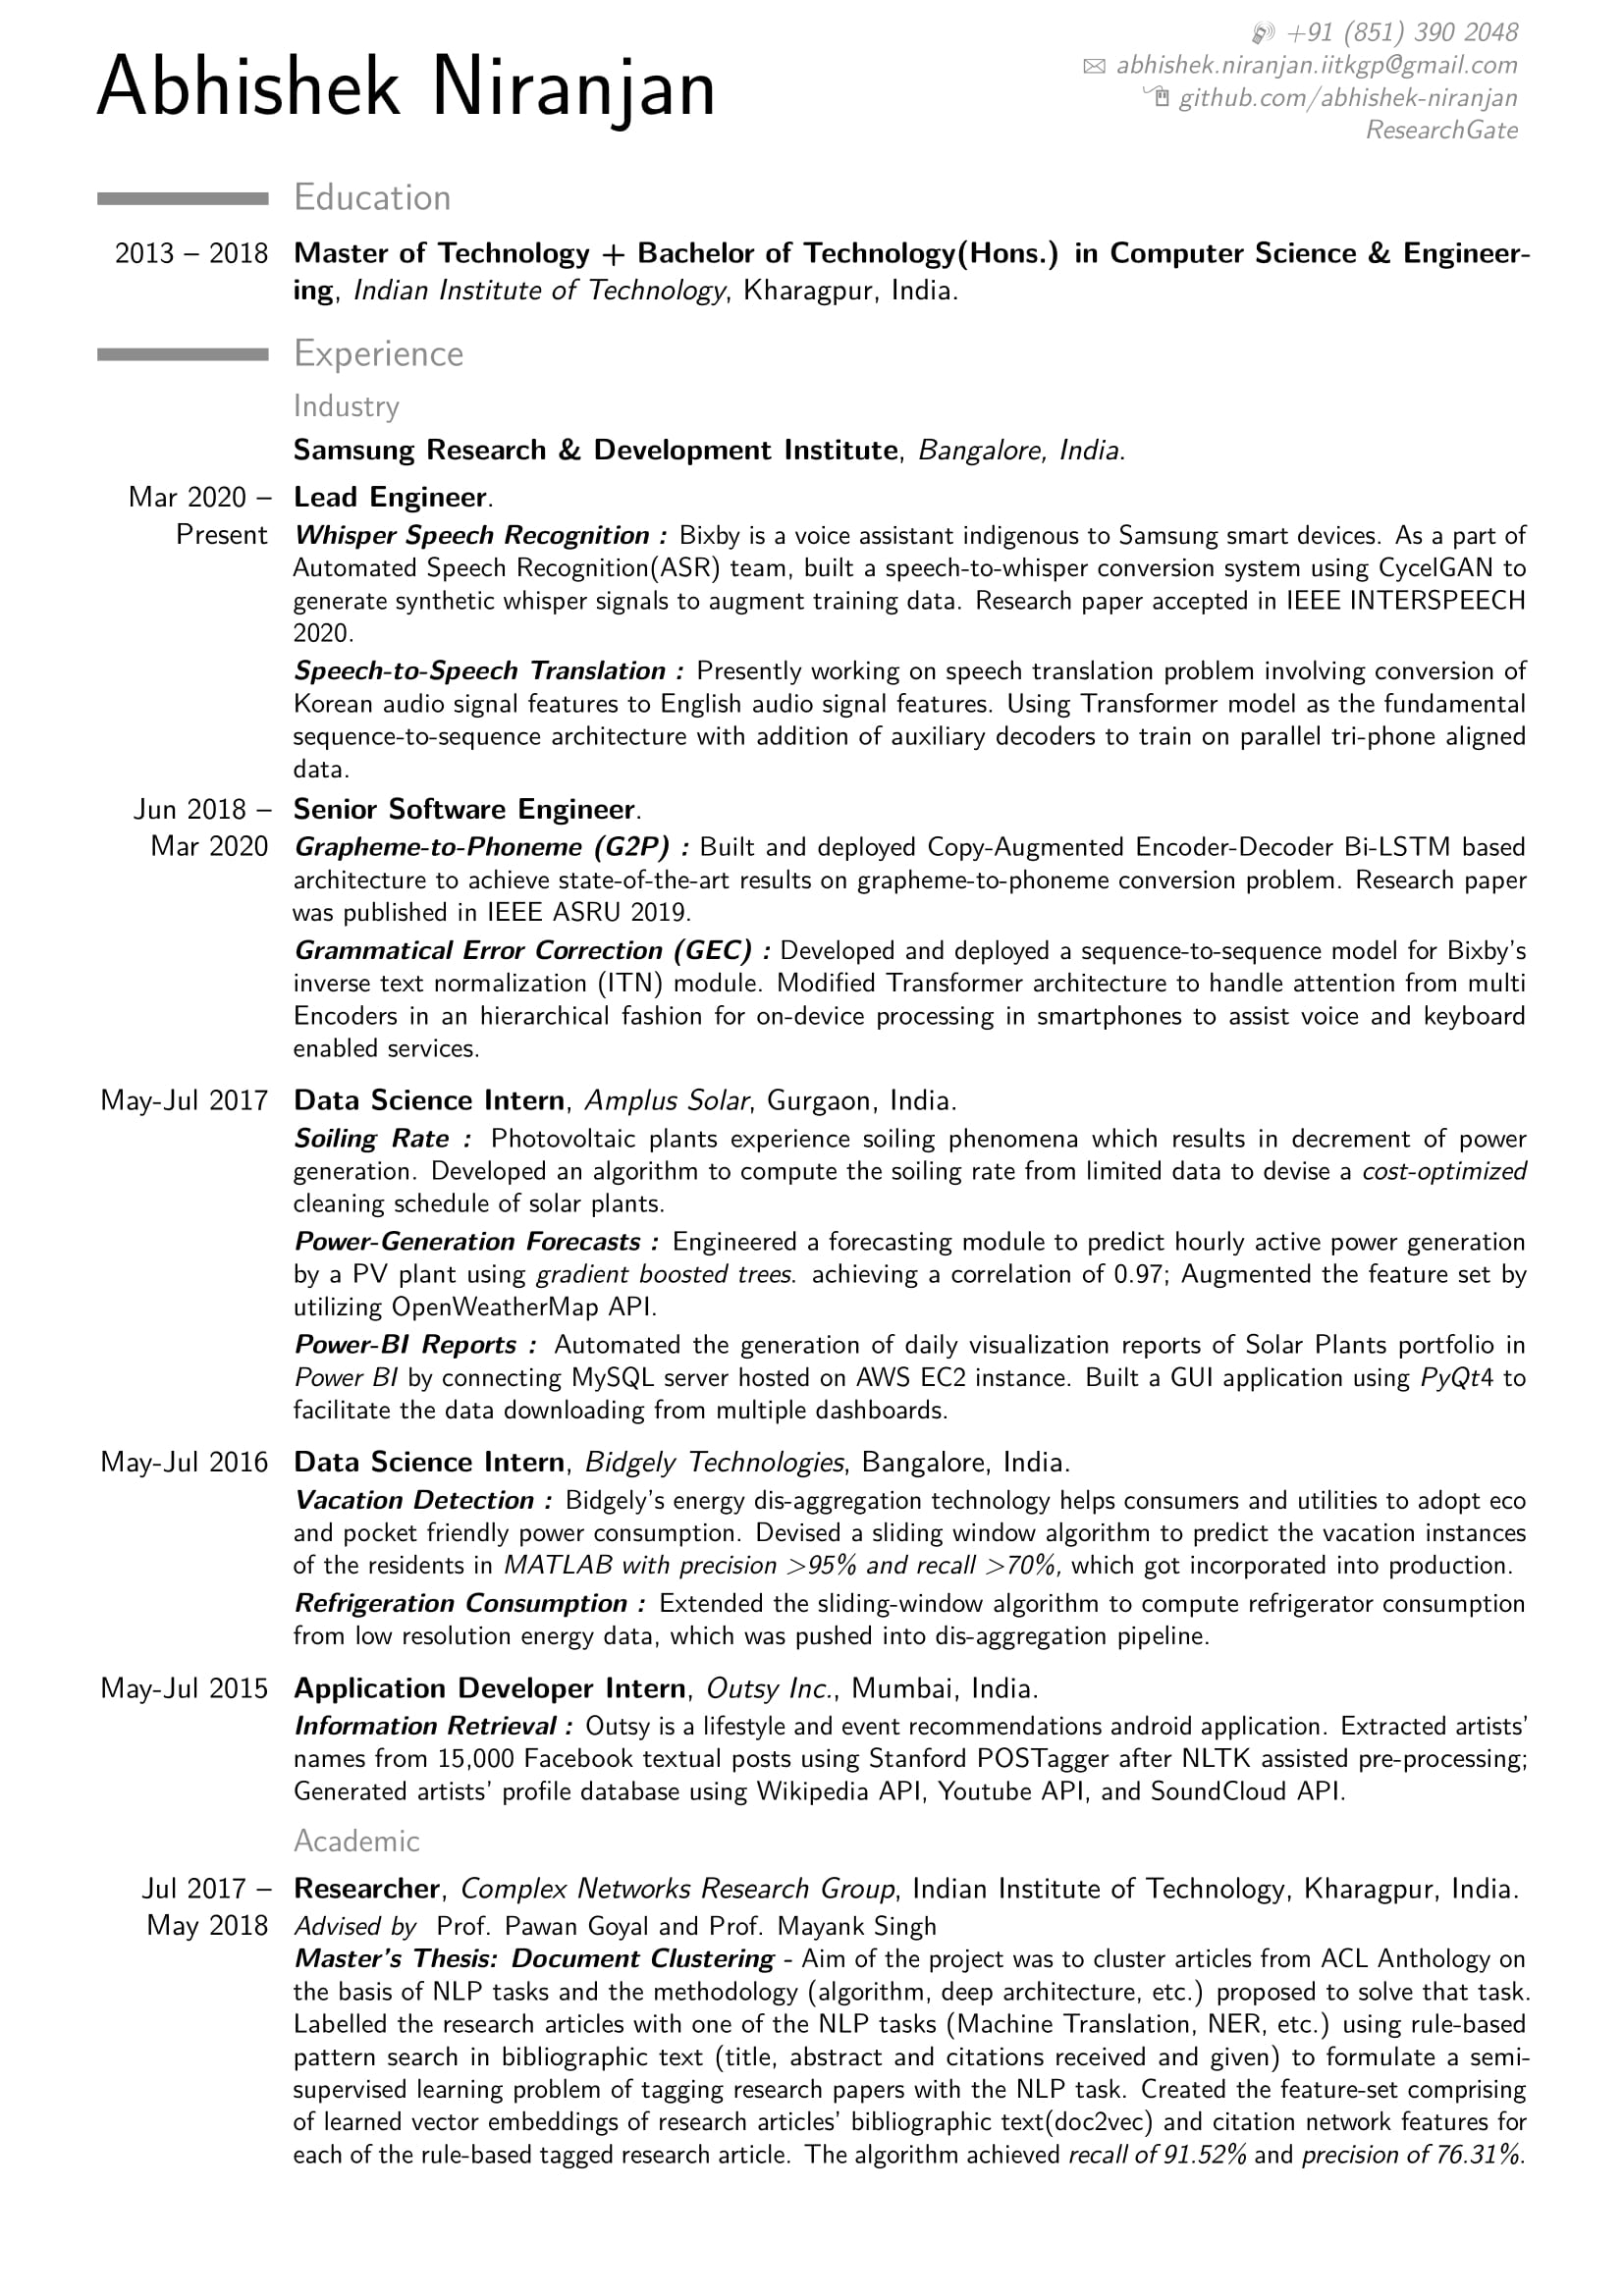 Abhishek Niranjan
+91 (851) 390 2048
abhishek.niranjan.iitkgp@gmail.com
github.com/abhishek-niranjan
ResearchGate
Education
2013 – 2018 Master of Technology + Bachelor of Technology(Hons.) in Computer Science & Engineer-
ing, Indian Institute of Technology, Kharagpur, India.
Experience
Industry
Samsung Research & Development Institute, Bangalore, India.
Mar 2020 – Lead Engineer.
Present Whisper Speech Recognition : Bixby is a voice assistant indigenous to Samsung smart devices. As a part of
Automated Speech Recognition(ASR) team, built a speech-to-whisper conversion system using CycelGAN to
generate synthetic whisper signals to augment training data. Research paper accepted in IEEE INTERSPEECH
2020.
Speech-to-Speech Translation : Presently working on speech translation problem involving conversion of
Korean audio signal features to English audio signal features. Using Transformer model as the fundamental
sequence-to-sequence architecture with addition of auxiliary decoders to train on parallel tri-phone aligned
data.
Jun 2018 – Senior Software Engineer.
Mar 2020 Grapheme-to-Phoneme (G2P) : Built and deployed Copy-Augmented Encoder-Decoder Bi-LSTM based
architecture to achieve state-of-the-art results on grapheme-to-phoneme conversion problem. Research paper
was published in IEEE ASRU 2019.
Grammatical Error Correction (GEC) : Developed and deployed a sequence-to-sequence model for Bixby's
inverse text normalization (ITN) module. Modified Transformer architecture to handle attention from multi
Encoders in an hierarchical fashion for on-device processing in smartphones to assist voice and keyboard
enabled services.
May-Jul 2017 Data Science Intern, Amplus Solar, Gurgaon, India.
Soiling Rate : Photovoltaic plants experience soiling phenomena which results in decrement of power
generation. Developed an algorithm to compute the soiling rate from limited data to devise a cost-optimized
cleaning schedule of solar plants.
Power-Generation Forecasts : Engineered a forecasting module to predict hourly active power generation
by a PV plant using gradient boosted trees. achieving a correlation of 0.97; Augmented the feature set by
utilizing OpenWeatherMap API.
Power-BI Reports : Automated the generation of daily visualization reports of Solar Plants portfolio in
Power BI by connecting MySQL server hosted on AWS EC2 instance. Built a GUI application using PyQt4 to
facilitate the data downloading from multiple dashboards.
May-Jul 2016 Data Science Intern, Bidgely Technologies, Bangalore, India.
Vacation Detection : Bidgely's energy dis-aggregation technology helps consumers and utilities to adopt eco
and pocket friendly power consumption. Devised a sliding window algorithm to predict the vacation instances
of the residents in MATLAB with precision >95% and recall >70%, which got incorporated into production.
Refrigeration Consumption : Extended the sliding-window algorithm to compute refrigerator consumption
from low resolution energy data, which was pushed into dis-aggregation pipeline.
May-Jul 2015 Application Developer Intern, Outsy Inc., Mumbai, India.
Information Retrieval : Outsy is a lifestyle and event recommendations android application. Extracted artists'
names from 15,000 Facebook textual posts using Stanford POSTagger after NLTK assisted pre-processing;
Generated artists' profile database using Wikipedia API, Youtube API, and SoundCloud API.
Academic
Jul 2017 – Researcher, Complex Networks Research Group, Indian Institute of Technology, Kharagpur, India.
May 2018 Advised by Prof. Pawan Goyal and Prof. Mayank Singh
Master's Thesis: Document Clustering - Aim of the project was to cluster articles from ACL Anthology on
the basis of NLP tasks and the methodology (algorithm, deep architecture, etc.) proposed to solve that task.
Labelled the research articles with one of the NLP tasks (Machine Translation, NER, etc.) using rule-based
pattern search in bibliographic text (title, abstract and citations received and given) to formulate a semi-
supervised learning problem of tagging research papers with the NLP task. Created the feature-set comprising
of learned vector embeddings of research articles' bibliographic text(doc2vec) and citation network features for
each of the rule-based tagged research article. The algorithm achieved recall of 91.52% and precision of 76.31%.